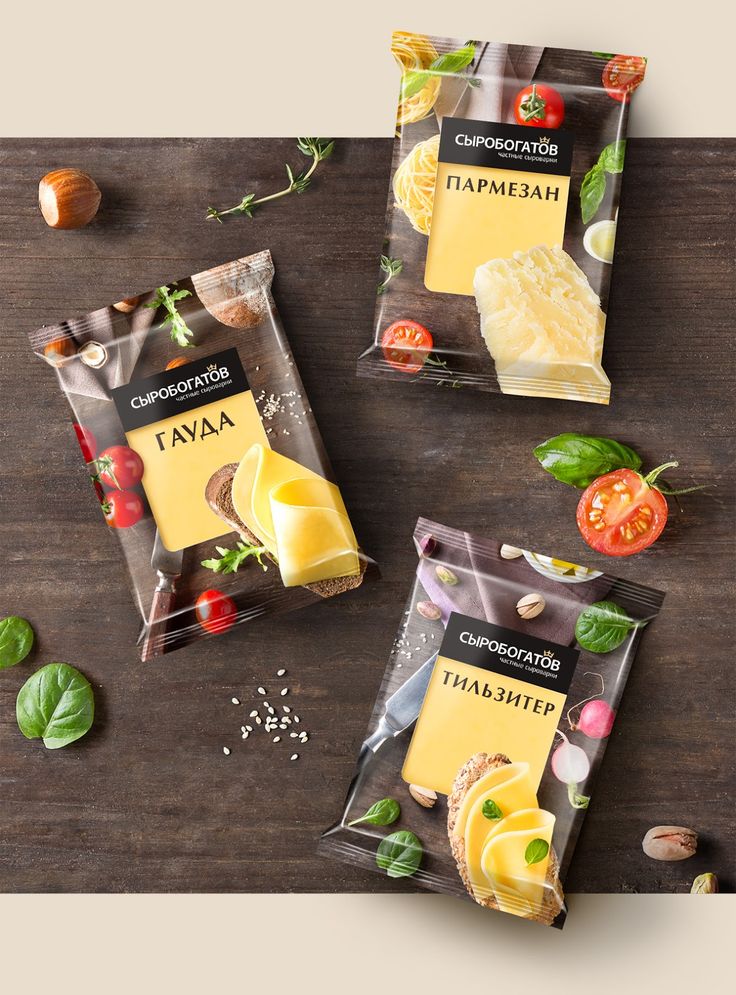 СЫРОБОГАТОВ
частные сыроварни
ПАРМЕЗАН
СЫРОБОГАТОВ
частные сыроварни
ГАУДА
СЫРОБОГАТОВ
частные сыроварни
ТИЛЬЗИТЕР